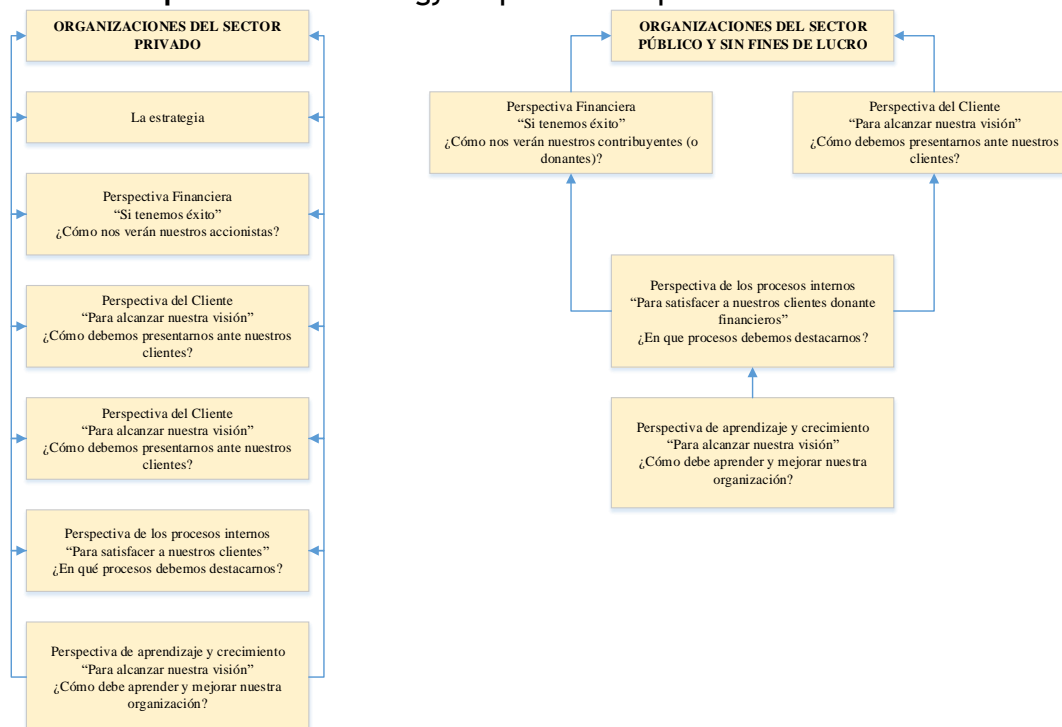 ORGANIZACIONES DEL SECTOR
PRIVADO
La estrategia
Perspectiva Financiera
“Si tenemos éxito”
¿Cómo nos verán nuestros accionistas?
Perspectiva del Cliente
“Para alcanzar nuestra visión”
¿Cómo debemos presentarnos ante nuestros
clientes?
Perspectiva del Cliente
“Para alcanzar nuestra visión”
¿Cómo debemos presentarnos ante nuestros
clientes?
Perspectiva de los procesos internos
“Para satisfacer a nuestros clientes”
¿En qué procesos debemos destacarnos?
Perspectiva de aprendizaje y crecimiento
“Para alcanzar nuestra visión”
¿Cómo debe aprender y mejorar nuestra
organización?
ORGANIZACIONES DEL SECTOR
PÚBLICO Y SIN FINES DE LUCRO
Perspectiva Financiera
“Si tenemos éxito”
¿Cómo nos verán nuestros contribuyentes (o
donantes)?
Perspectiva del Cliente
“Para alcanzar nuestra visión”
¿Cómo debemos presentarnos ante nuestros
clientes?
Perspectiva de los procesos internos
“Para satisfacer a nuestros clientes donante
financieros”
¿En que procesos debemos destacarnos?
Perspectiva de aprendizaje y crecimiento
“Para alcanzar nuestra visión”
¿Cómo debe aprender y mejorar nuestra
organización?